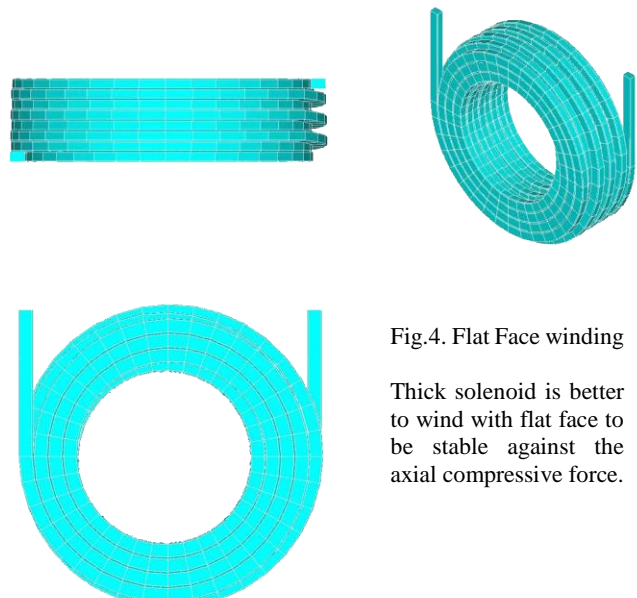 Fig.4. Flat Face winding
Thick solenoid is better
to wind with flat face to
be stable against the
axial compressive force.